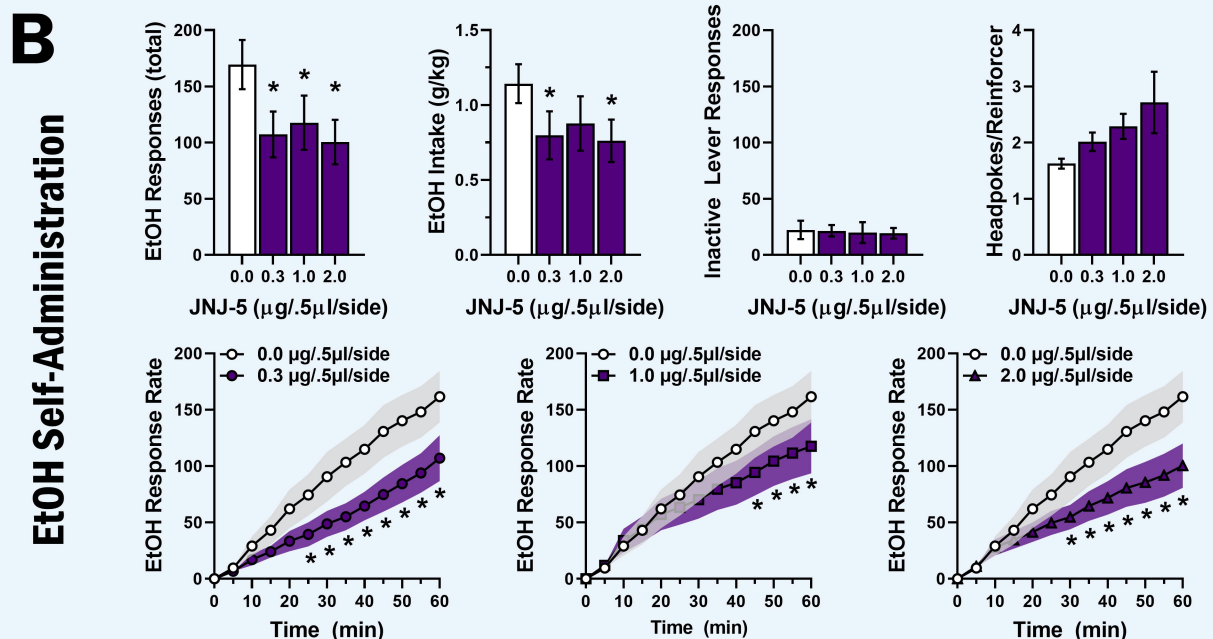 B
EtOH Self-Administration
EtOH Responses (total)
200
150
100
50
0
*
*
*
0.0 0.3 1.0 2.0
JNJ-5 (μg/.5μl/side)
EtOH Intake (g/kg)
1.5
1.0
0.5
0.0
*
*
0.0 0.3 1.0 2.0
JNJ-5 (μg/.5μl/side)
Inactive Lever Responses
200
150
100
50
0
0.0 0.3 1.0 2.0
JNJ-5 (μg/.5μl/side)
Headpokes/Reinforcer
4
3
2
1
0
0.0 0.3 1.0 2.0
JNJ-5 (μg/.5μl/side)
EtOH Response Rate
200
150
100
50
0
0.0 μg/.5μl/side
0.3 μg/.5μl/side
* * * * * * * *
0 10 20 30 40 50 60
Time (min)
EtOH Response Rate
200
150
100
50
0
0.0 μg/.5μl/side
1.0 μg/.5μl/side
* * * *
0 10 20 30 40 50 60
Time (min)
EtOH Response Rate
200
150
100
50
0
0.0 μg/.5μl/side
2.0 μg/.5μl/side
* * * * * * *
0 10 20 30 40 50 60
Time (min)